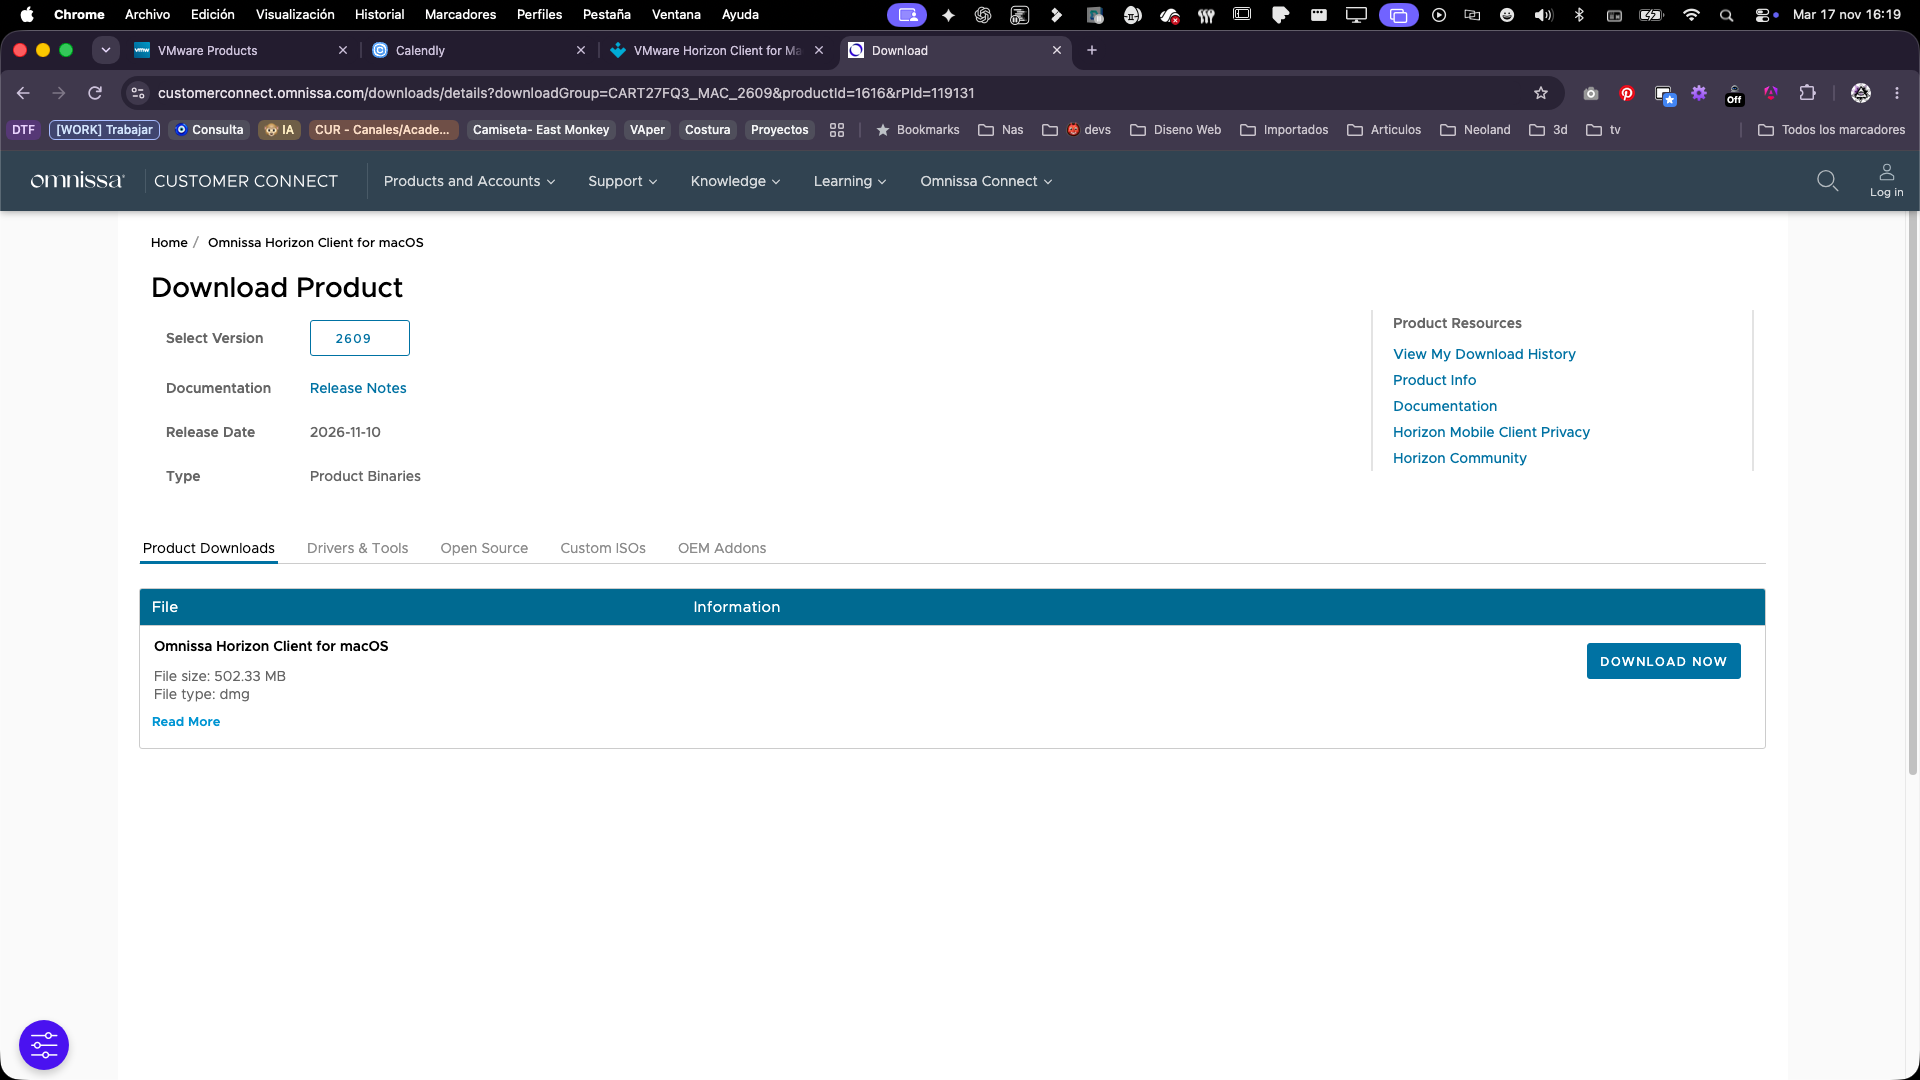 Chrome Archivo Edición Visualización Historial Marcadores Perfiles Pestaña Ventana Ayuda Mar 17 nov 16:19
VMware Products Calendly VMware Horizon Client for Ma Download
customerconnect.omnissa.com/downloads/details?downloadGroup=CART27FQ3_MAC_2609&productId=1616&rPId=119131 Off
DTF [WORK] Trabajar Consulta IA CUR - Canales/Acade... Camiseta- East Monkey VAper Costura Proyectos Bookmarks Nas devs Diseno Web Importados Articulos Neoland 3d tv Todos los marcadores
omnissa CUSTOMER CONNECT Products and Accounts Support Knowledge Learning Omnissa Connect Log in
Home / Omnissa Horizon Client for macOS
Download Product
Select Version 2609
Documentation Release Notes
Release Date 2026-11-10
Type Product Binaries
Product Resources
View My Download History
Product Info
Documentation
Horizon Mobile Client Privacy
Horizon Community
Product Downloads Drivers & Tools Open Source Custom ISOs OEM Addons
File Information
Omnissa Horizon Client for macOS
File size: 502.33 MB
File type: dmg
Read More
DOWNLOAD NOW